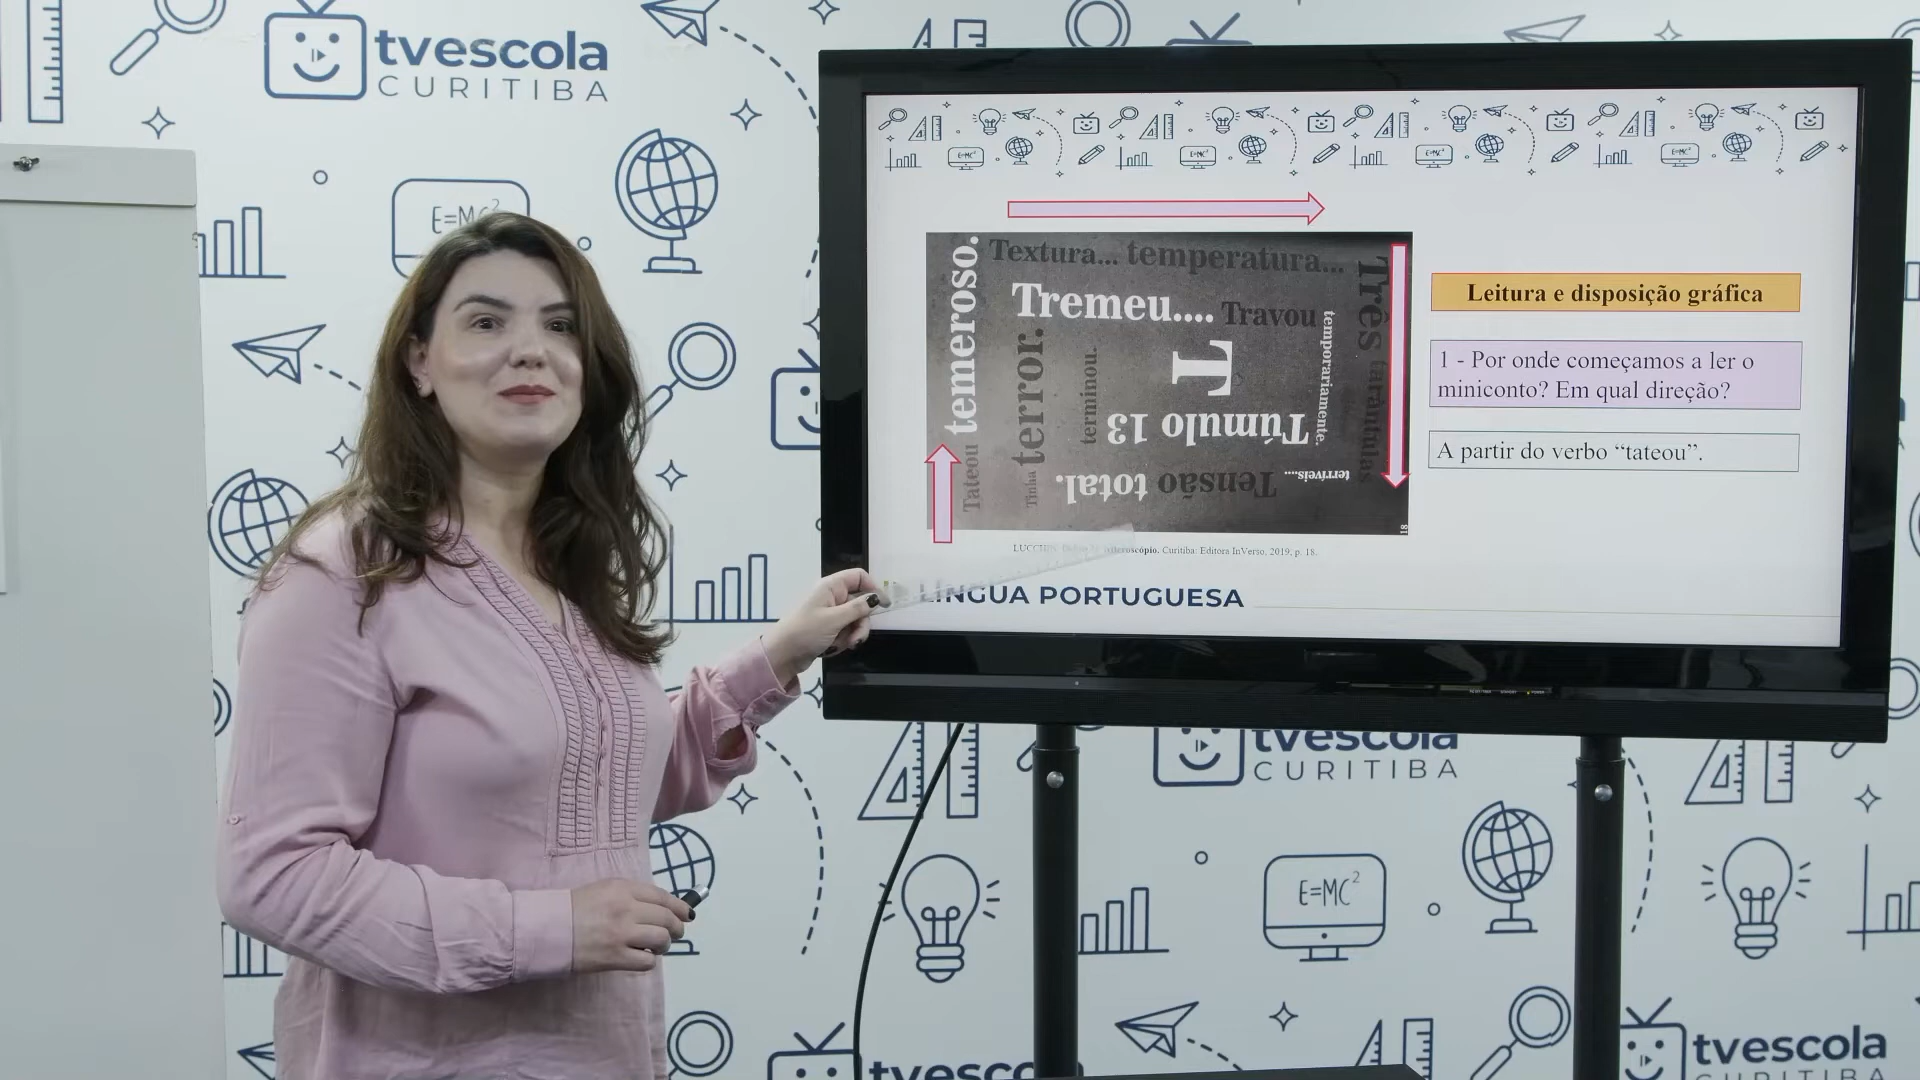 tvescola
CURITIBA
E=MC²
Tateou temeroso.
Textura... temperatura...
Três tarântulas
terríveis....
Tensão total.
Tinha terror.
Tremeu.... Travou
temporariamente.
Túmulo 13
terminou.
T
18
Curitiba: Editora InVerso, 2019, p. 18.
LÍNGUA PORTUGUESA
Leitura e disposição gráfica
1 - Por onde começamos a ler o
miniconto? Em qual direção?
A partir do verbo “tateou”.
tvescola
CURITIBA
E=MC²
tvescola
tvescola
CURITIBA